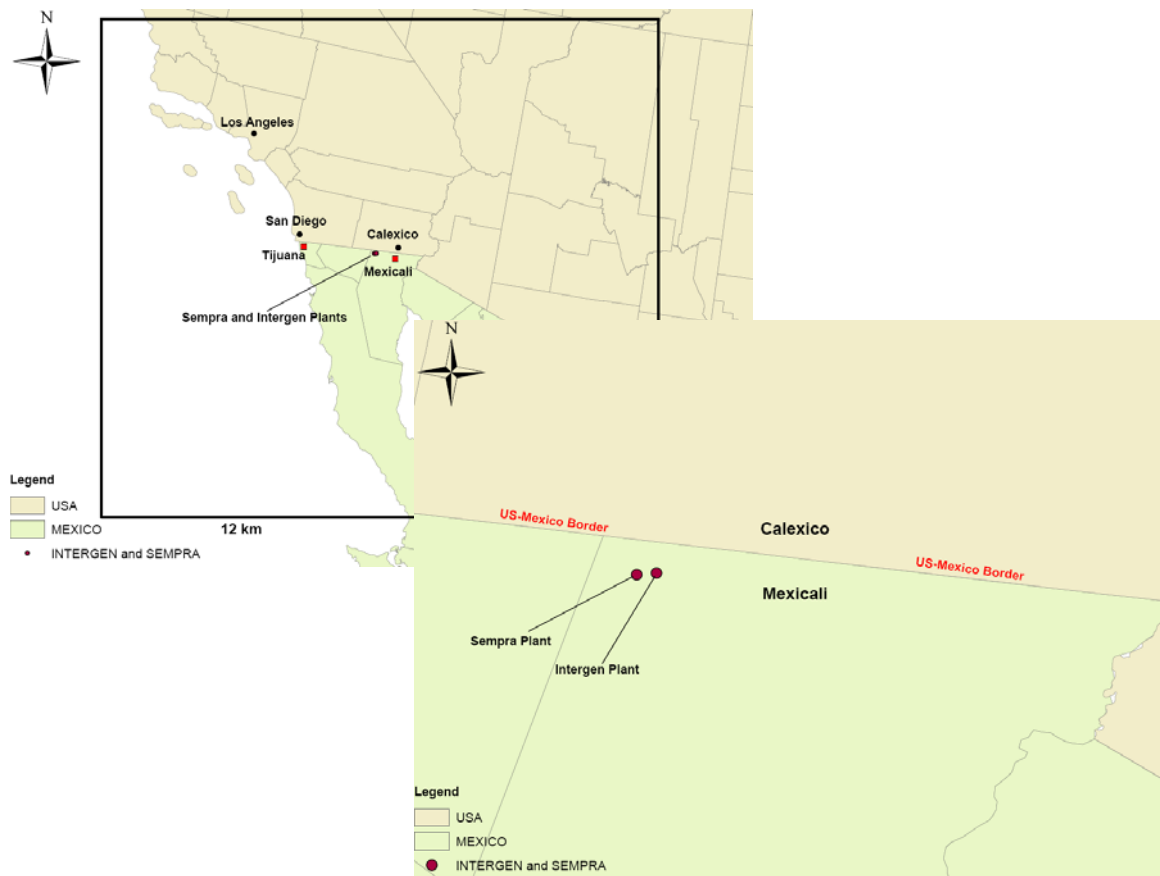 N
Los Angeles
San Diego
Calexico
Tijuana
Mexicali
Sempra and Intergen Plants
Legend
USA
MEXICO
INTERGEN and SEMPRA
12 km
N
US-Mexico Border
Calexico
US-Mexico Border
Mexicali
Sempra Plant
Intergen Plant
Legend
USA
MEXICO
INTERGEN and SEMPRA